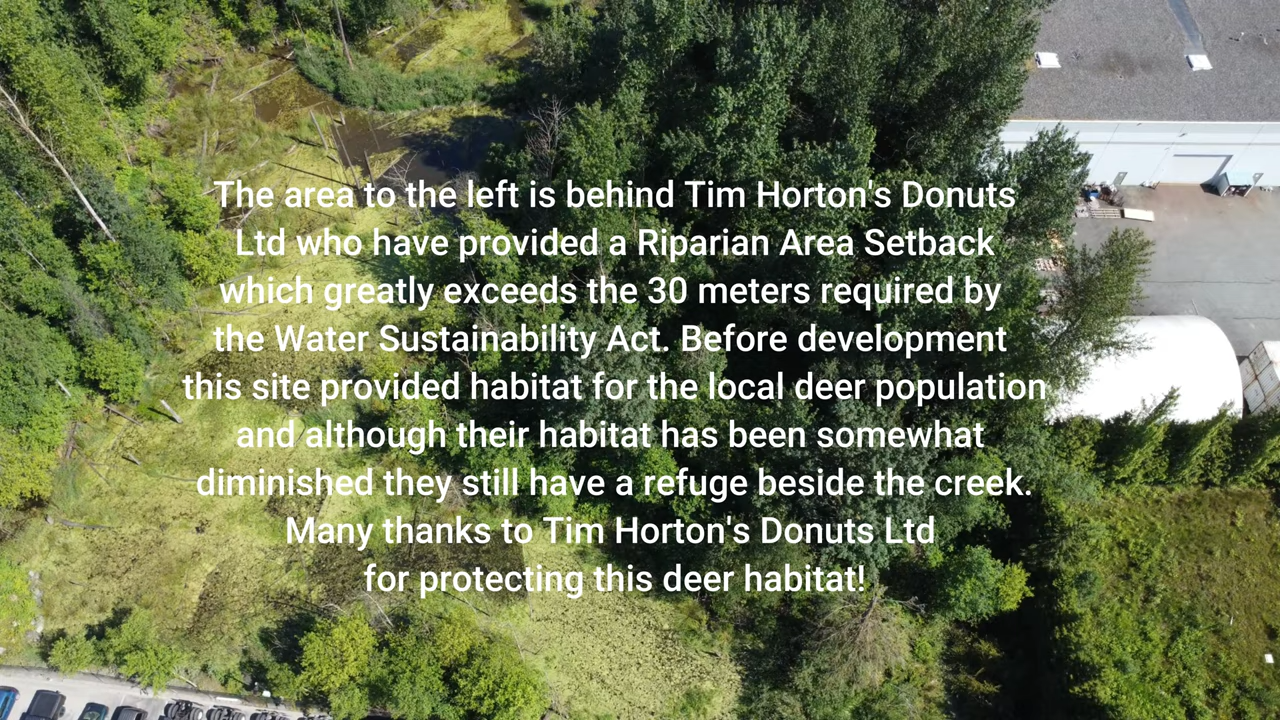 The area to the left is behind Tim Horton's Donuts
Ltd who have provided a Riparian Area Setback
which greatly exceeds the 30 meters required by
the Water Sustainability Act. Before development
this site provided habitat for the local deer population
and although their habitat has been somewhat
diminished they still have a refuge beside the creek.
Many thanks to Tim Horton's Donuts Ltd
for protecting this deer habitat!